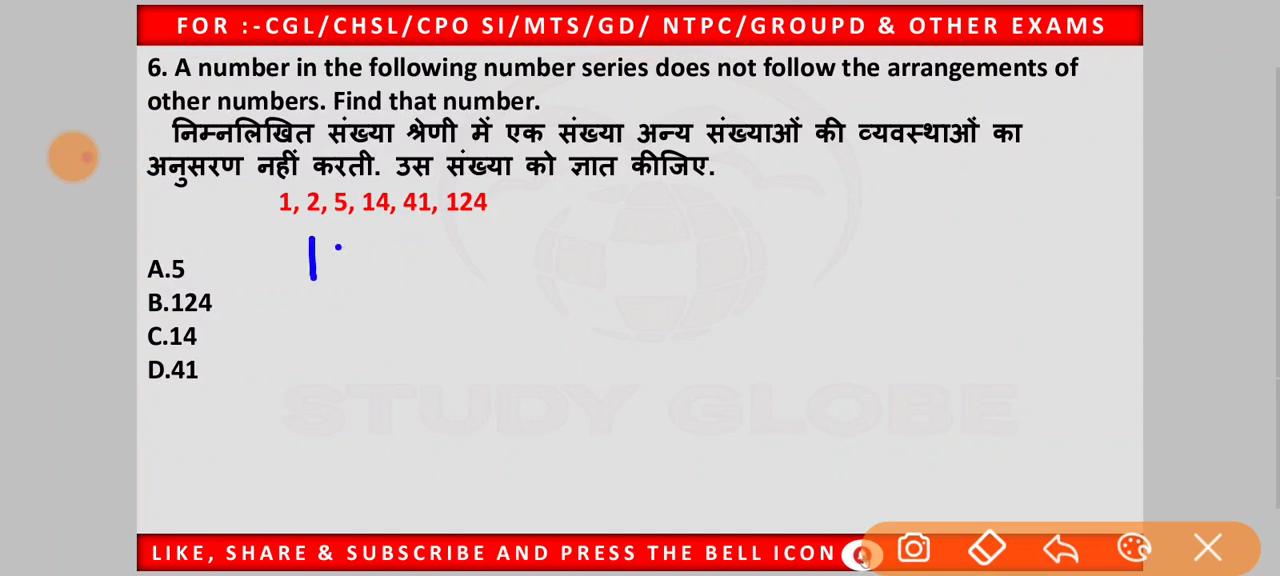 FOR :-CGL/CHSL/CPO SI/MTS/GD/ NTPC/GROUPD & OTHER EXAMS
6. A number in the following number series does not follow the arrangements of
other numbers. Find that number.
निम्नलिखित संख्या श्रेणी में एक संख्या अन्य संख्याओं की व्यवस्थाओं का
अनुसरण नहीं करती. उस संख्या को ज्ञात कीजिए.
1, 2, 5, 14, 41, 124
A.5
B.124
C.14
D.41
STUDY GLOBE
LIKE, SHARE & SUBSCRIBE AND PRESS THE BELL ICON